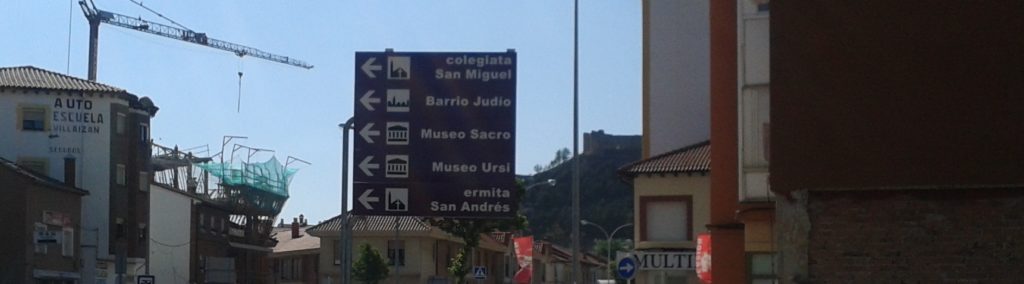 AUTO
ESCUELA
VILLAIZAN
colegiata
San Miguel
Barrio Judío
Museo Sacro
Museo Ursi
ermita
San Andrés
MULTI